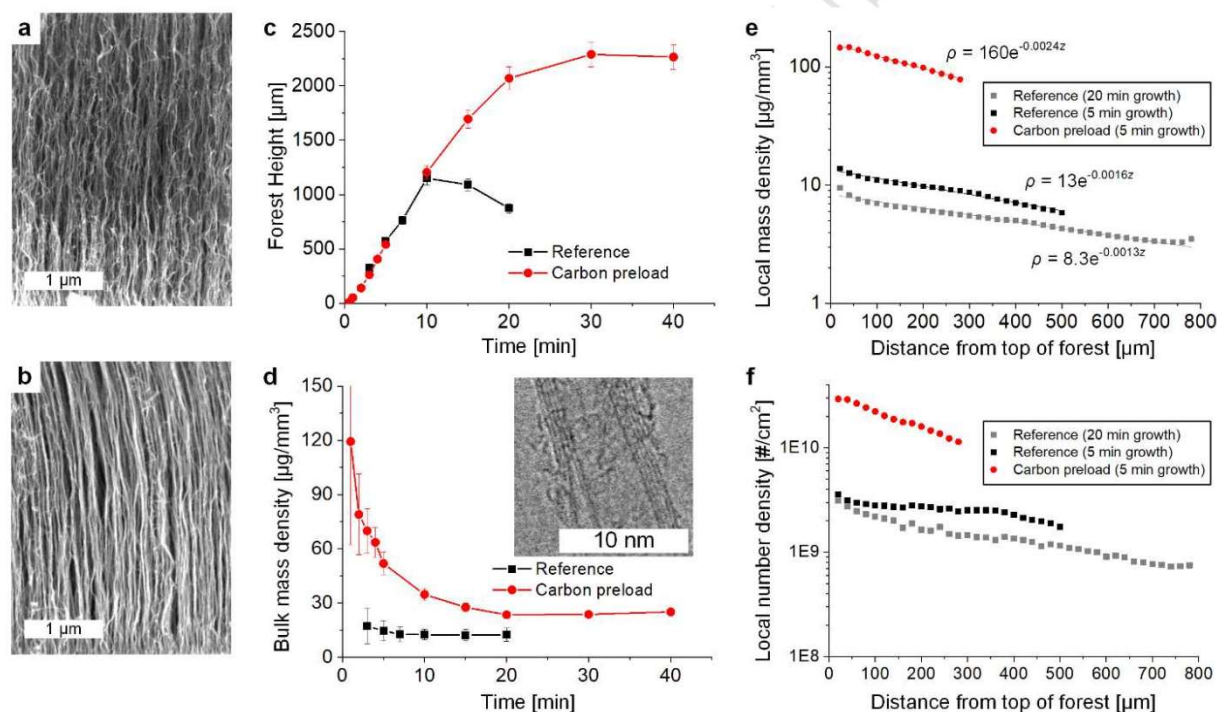 a
1 µm
b
1 µm
c
Forest Height [µm]
2500
2000
1500
1000
500
0
Reference
Carbon preload
0 10 20 30 40
Time [min]
d
Bulk mass density [µg/mm³]
150
120
90
60
30
0
10 nm
Reference
Carbon preload
0 10 20 30 40
Time [min]
e
Local mass density [µg/mm³]
100
10
1
ρ = 160e^-0.0024z
Reference (20 min growth)
Reference (5 min growth)
Carbon preload (5 min growth)
ρ = 13e^-0.0016z
ρ = 8.3e^-0.0013z
0 100 200 300 400 500 600 700 800
Distance from top of forest [µm]
f
Local number density [#/cm²]
1E10
1E9
1E8
Reference (20 min growth)
Reference (5 min growth)
Carbon preload (5 min growth)
0 100 200 300 400 500 600 700 800
Distance from top of forest [µm]